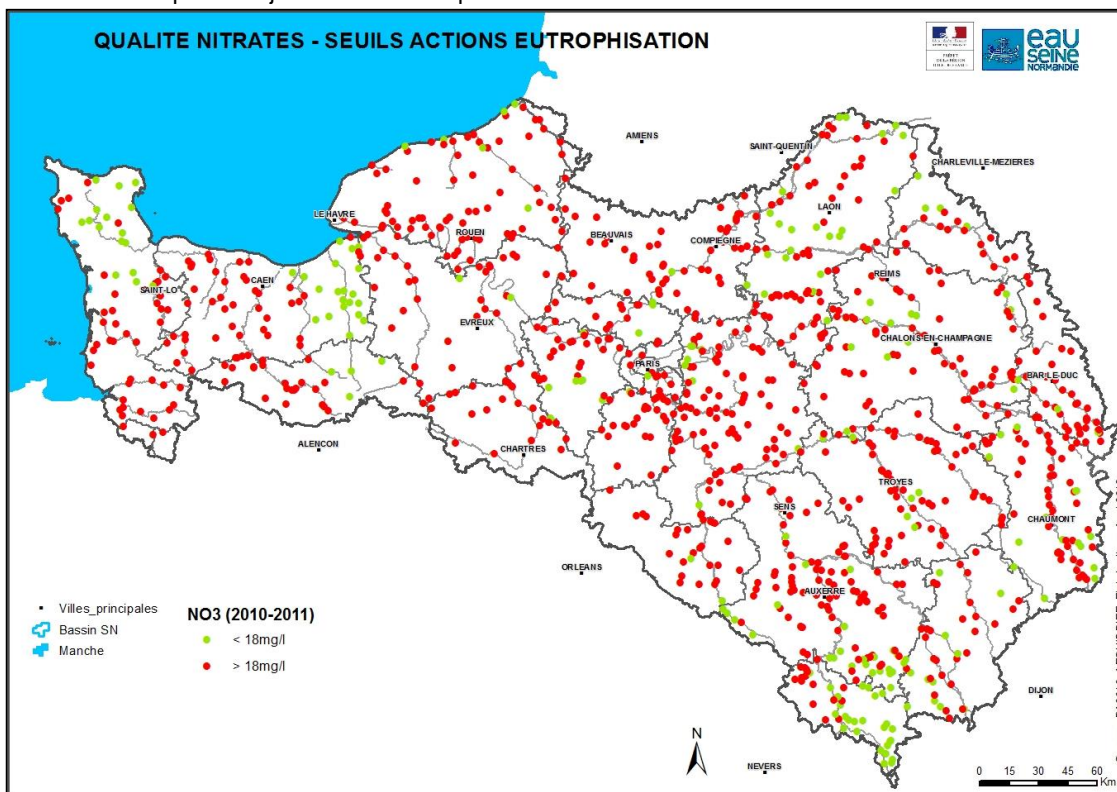 QUALITE NITRATES - SEUILS ACTIONS EUTROPHISATION
eau
SEINE
NORMANDIE
AMIENS
SAINT-QUENTIN
CHARLEVILLE-MEZIERES
LAON
LE HAVRE
ROUEN
BEAUVAIS
COMPIEGNE
REIMS
SAINT-LO
CAEN
EVREUX
CHALONS-EN-CHAMPAGNE
PARIS
BAR-LE-DUC
ALENÇON
CHARTRES
TROYES
SENS
CHAUMONT
ORLEANS
AUXERRE
DIJON
NEVERS
Villes_principales
Bassin SN
Manche
NO3 (2010-2011)
< 18mg/l
> 18mg/l
N
0 15 30 45 60
Km